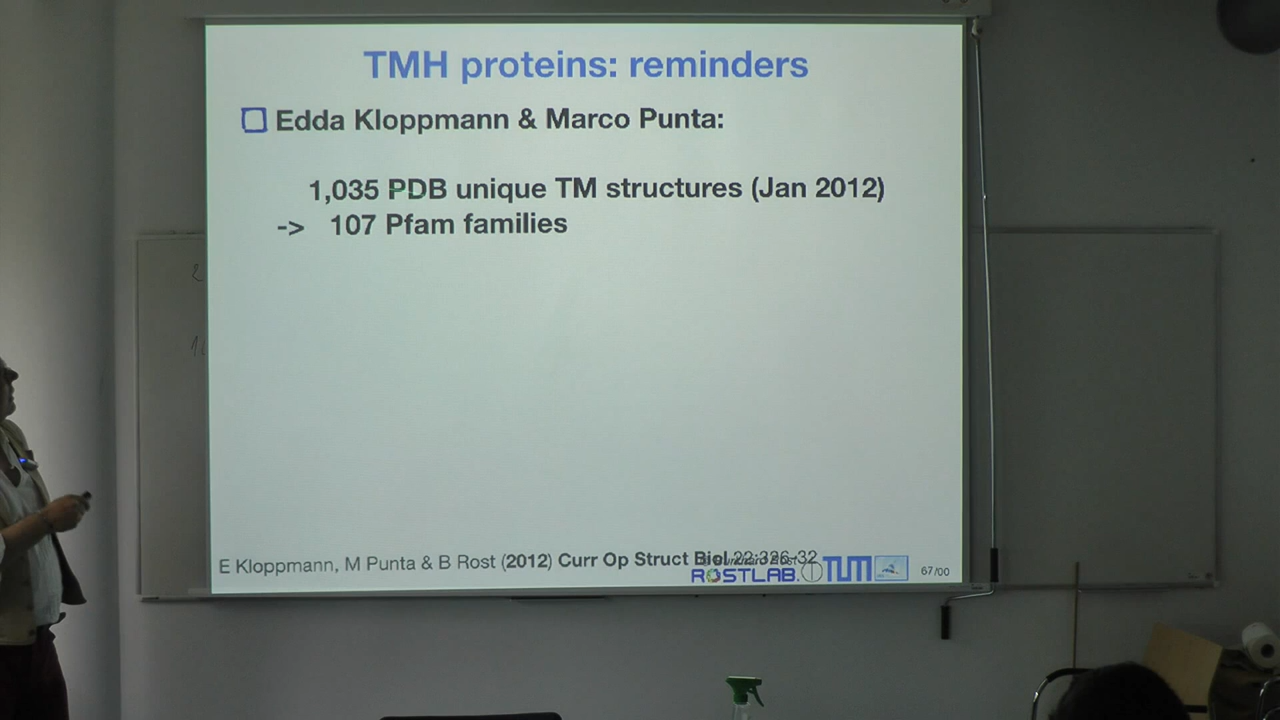 TMH proteins: reminders
Edda Kloppmann & Marco Punta:
1,035 PDB unique TM structures (Jan 2012)
-> 107 Pfam families
E Kloppmann, M Punta & B Rost (2012) Curr Op Struct Biol 22:326-32
ROSTLAB. TUM
67/00